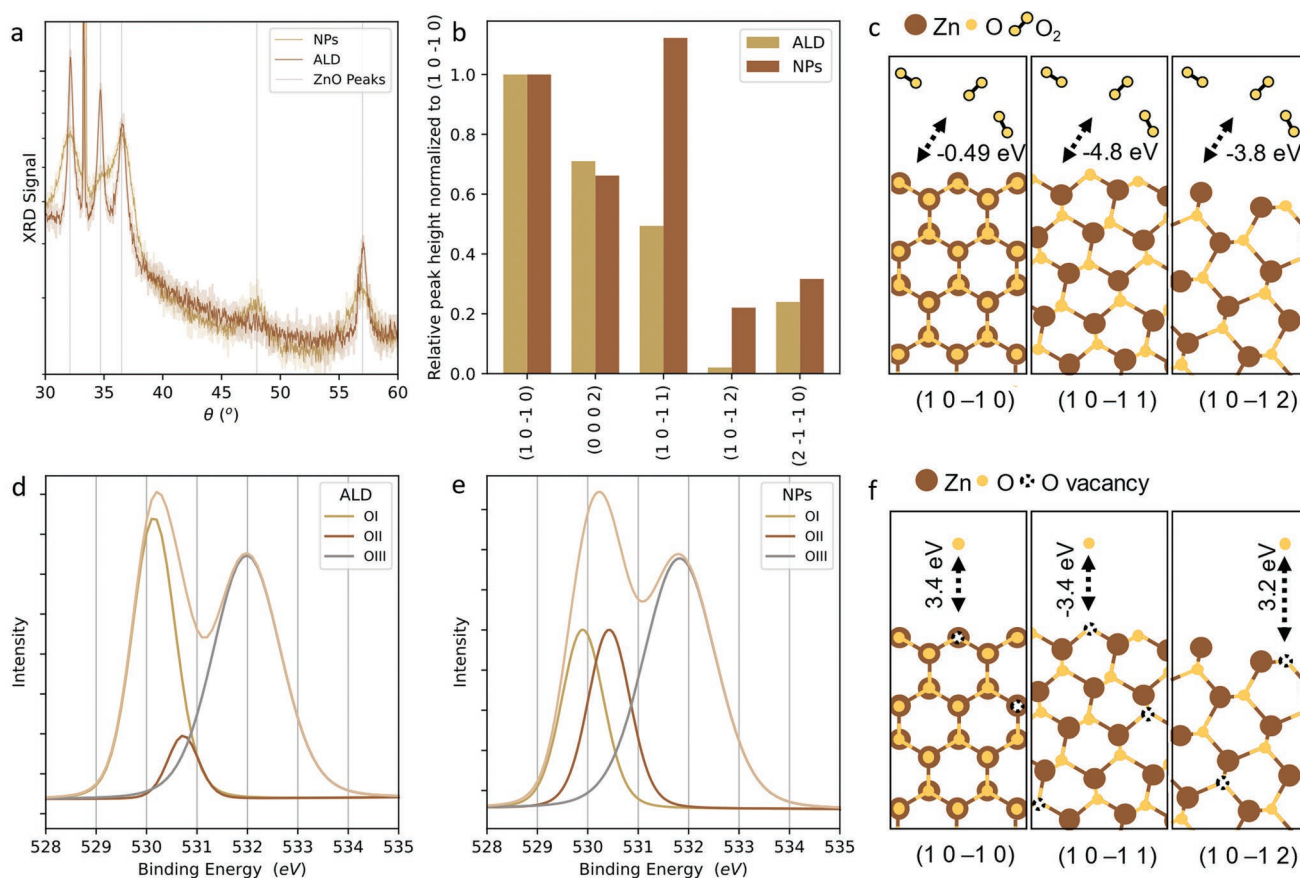 a
NPs
ALD
ZnO Peaks
XRD Signal
30 35 40 45 50 55 60
θ (°)
b
ALD
NPs
Relative peak height normalized to (1 0 -1 0)
1.0
0.8
0.6
0.4
0.2
0.0
(1 0 -1 0)
(0 0 0 2)
(1 0 -1 1)
(1 0 -1 2)
(2 -1 -1 0)
c Zn O O2
-0.49 eV -4.8 eV -3.8 eV
(1 0 –1 0) (1 0 –1 1) (1 0 –1 2)
d
ALD
OI
OII
OIII
Intensity
528 529 530 531 532 533 534 535
Binding Energy (eV)
e
NPs
OI
OII
OIII
Intensity
528 529 530 531 532 533 534 535
Binding Energy (eV)
f Zn O O vacancy
3.4 eV -3.4 eV 3.2 eV
(1 0 –1 0) (1 0 –1 1) (1 0 –1 2)